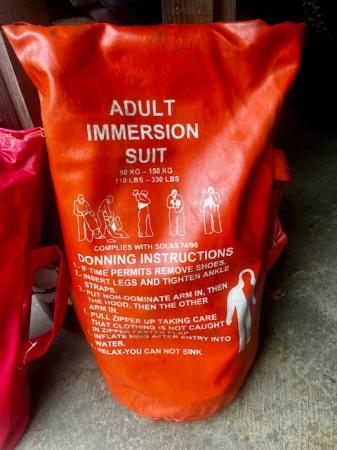 ADULT
IMMERSION
SUIT
50 KG – 150 KG
110 LBS – 330 LBS
COMPLIES WITH SOLAS 74/96
DONNING INSTRUCTIONS
1. IF TIME PERMITS REMOVE SHOES.
2. INSERT LEGS AND TIGHTEN ANKLE
STRAPS.
3. PUT NON-DOMINATE ARM IN, THEN
THE HOOD, THEN THE OTHER
ARM IN.
4. PULL ZIPPER UP TAKING CARE
THAT CLOTHING IS NOT CAUGHT
IN ZIPPER FASTEN FLAP.
INFLATE RING AFTER ENTRY INTO
WATER.
RELAX-YOU CAN NOT SINK.